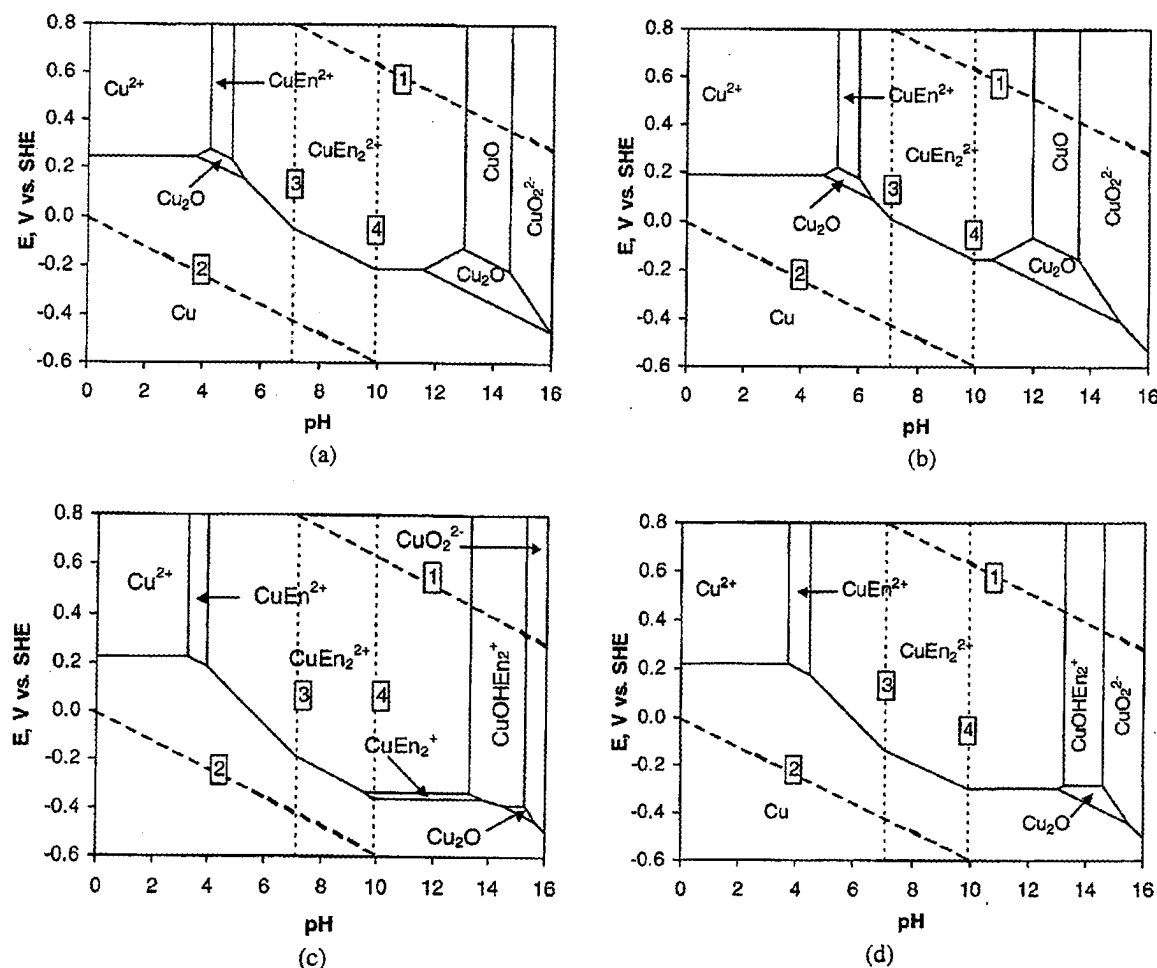 0.8
0.6
0.4
0.2
0.0
-0.2
-0.4
-0.6
E, V vs. SHE
Cu²⁺
CuEn²⁺
Cu₂O
CuEn₂²⁺
CuO
CuO₂²⁻
Cu₂O
Cu
1
2
3
4
0 2 4 6 8 10 12 14 16
pH
(a)
0.8
0.6
0.4
0.2
0.0
-0.2
-0.4
-0.6
E, V vs. SHE
Cu²⁺
CuEn²⁺
Cu₂O
CuEn₂²⁺
CuO
CuO₂²⁻
Cu₂O
Cu
1
2
3
4
0 2 4 6 8 10 12 14 16
pH
(b)
0.8
0.6
0.4
0.2
0.0
-0.2
-0.4
-0.6
E, V vs. SHE
Cu²⁺
CuEn²⁺
CuEn₂²⁺
CuEn₂⁺
CuOHEn₂⁺
CuO₂²⁻
Cu₂O
1
2
3
4
0 2 4 6 8 10 12 14 16
pH
(c)
0.8
0.6
0.4
0.2
0.0
-0.2
-0.4
-0.6
E, V vs. SHE
Cu²⁺
CuEn²⁺
CuEn₂²⁺
CuOHEn₂⁺
CuO₂²⁻
Cu₂O
Cu
1
2
3
4
0 2 4 6 8 10 12 14 16
pH
(d)